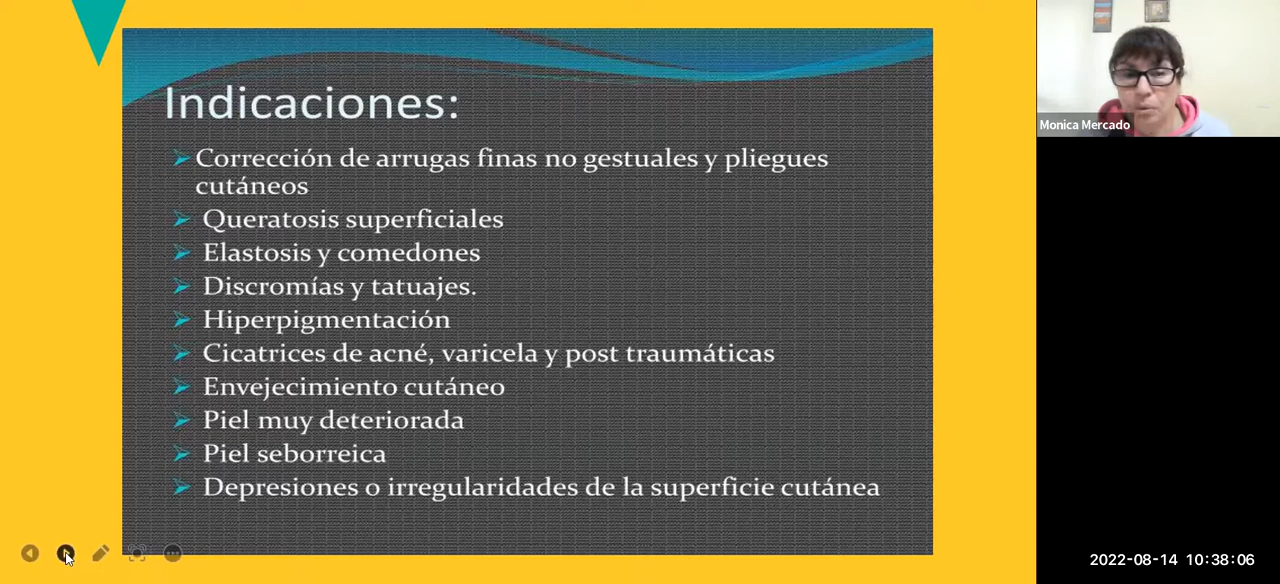 Indicaciones:
Corrección de arrugas finas no gestuales y pliegues
cutáneos
Queratosis superficiales
Elastosis y comedones
Discromías y tatuajes.
Hiperpigmentación
Cicatrices de acné, varicela y post traumáticas
Envejecimiento cutáneo
Piel muy deteriorada
Piel seborreica
Depresiones o irregularidades de la superficie cutánea
Monica Mercado
2022-08-14 10:38:06